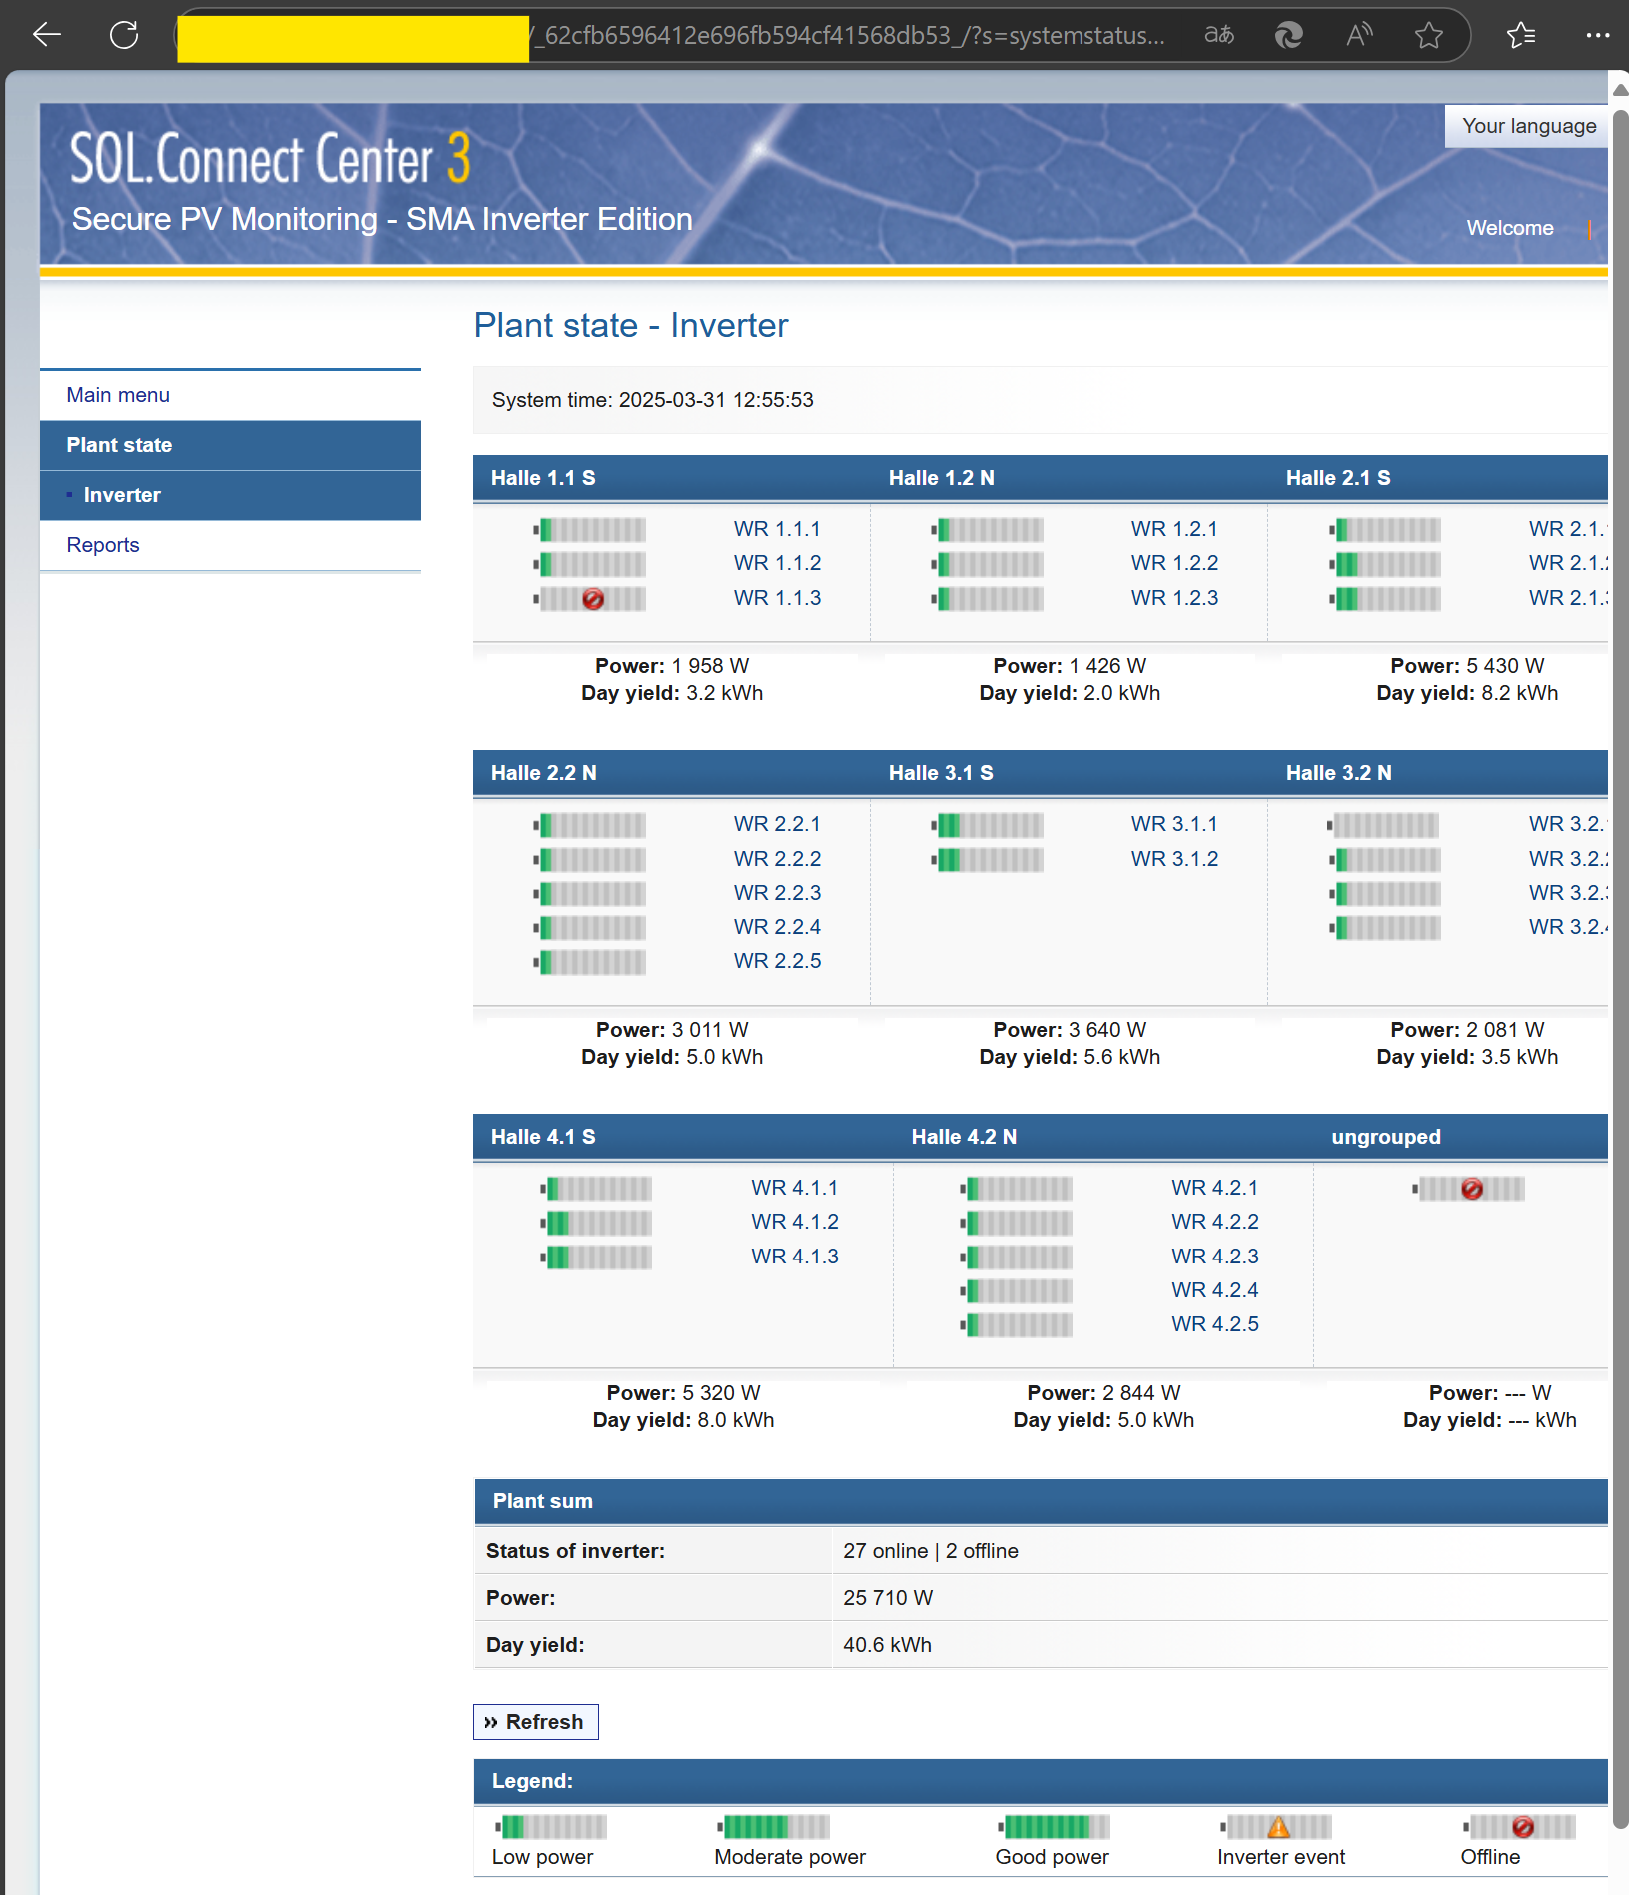 /_62cfb6596412e696fb594cf41568db53_/?s=systemstatus...
SOL.Connect Center 3
Secure PV Monitoring - SMA Inverter Edition
Your language
Welcome |
Main menu
Plant state
Inverter
Reports
Plant state - Inverter
System time: 2025-03-31 12:55:53
Halle 1.1 S Halle 1.2 N Halle 2.1 S
WR 1.1.1 WR 1.2.1 WR 2.1.
WR 1.1.2 WR 1.2.2 WR 2.1.2
WR 1.1.3 WR 1.2.3 WR 2.1.3
Power: 1 958 W Power: 1 426 W Power: 5 430 W
Day yield: 3.2 kWh Day yield: 2.0 kWh Day yield: 8.2 kWh
Halle 2.2 N Halle 3.1 S Halle 3.2 N
WR 2.2.1 WR 3.1.1 WR 3.2.
WR 2.2.2 WR 3.1.2 WR 3.2.2
WR 2.2.3 WR 3.2.3
WR 2.2.4 WR 3.2.4
WR 2.2.5
Power: 3 011 W Power: 3 640 W Power: 2 081 W
Day yield: 5.0 kWh Day yield: 5.6 kWh Day yield: 3.5 kWh
Halle 4.1 S Halle 4.2 N ungrouped
WR 4.1.1 WR 4.2.1
WR 4.1.2 WR 4.2.2
WR 4.1.3 WR 4.2.3
WR 4.2.4
WR 4.2.5
Power: 5 320 W Power: 2 844 W Power: --- W
Day yield: 8.0 kWh Day yield: 5.0 kWh Day yield: --- kWh
Plant sum
Status of inverter: 27 online | 2 offline
Power: 25 710 W
Day yield: 40.6 kWh
» Refresh
Legend:
Low power Moderate power Good power Inverter event Offline